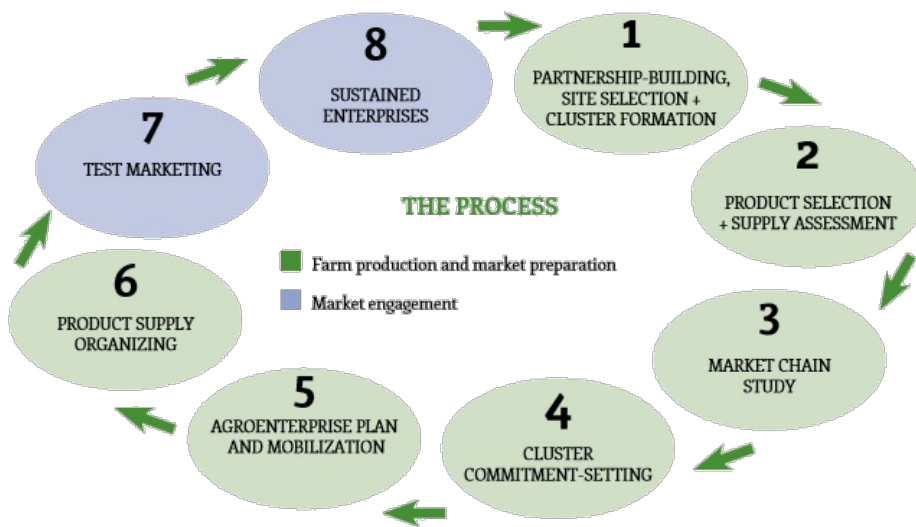 THE PROCESS
Farm production and market preparation
Market engagement
1
PARTNERSHIP-BUILDING,
SITE SELECTION +
CLUSTER FORMATION
2
PRODUCT SELECTION
+ SUPPLY ASSESSMENT
3
MARKET CHAIN
STUDY
4
CLUSTER
COMMITMENT-SETTING
5
AGROENTERPRISE PLAN
AND MOBILIZATION
6
PRODUCT SUPPLY
ORGANIZING
7
TEST MARKETING
8
SUSTAINED
ENTERPRISES